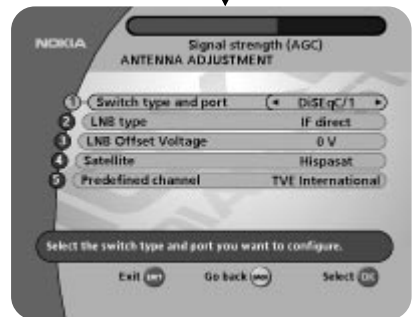 NOKIA
Signal strength (AGC)
ANTENNA ADJUSTMENT
1 Switch type and port DiSEqC/1
2 LNB type IF direct
3 LNB Offset Voltage 0 V
4 Satellite Hispasat
5 Predefined channel TVE International
Select the switch type and port you want to configure.
Exit Go back Select OK